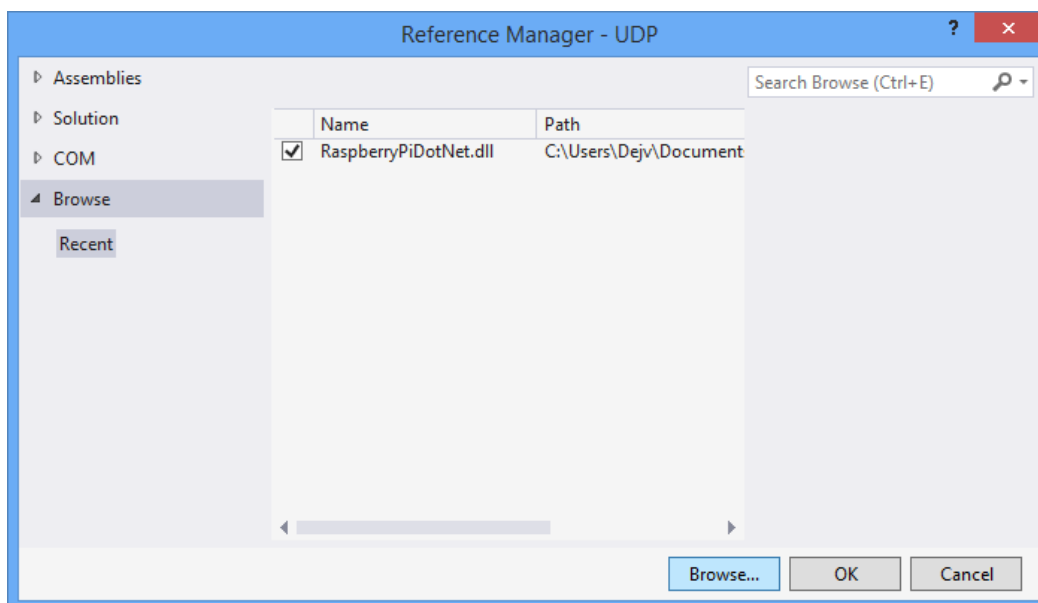 Reference Manager - UDP
?
Assemblies
Solution
COM
Browse
Recent
Search Browse (Ctrl+E)
Name Path
RaspberryPiDotNet.dll C:\Users\Dejv\Document
Browse... OK Cancel